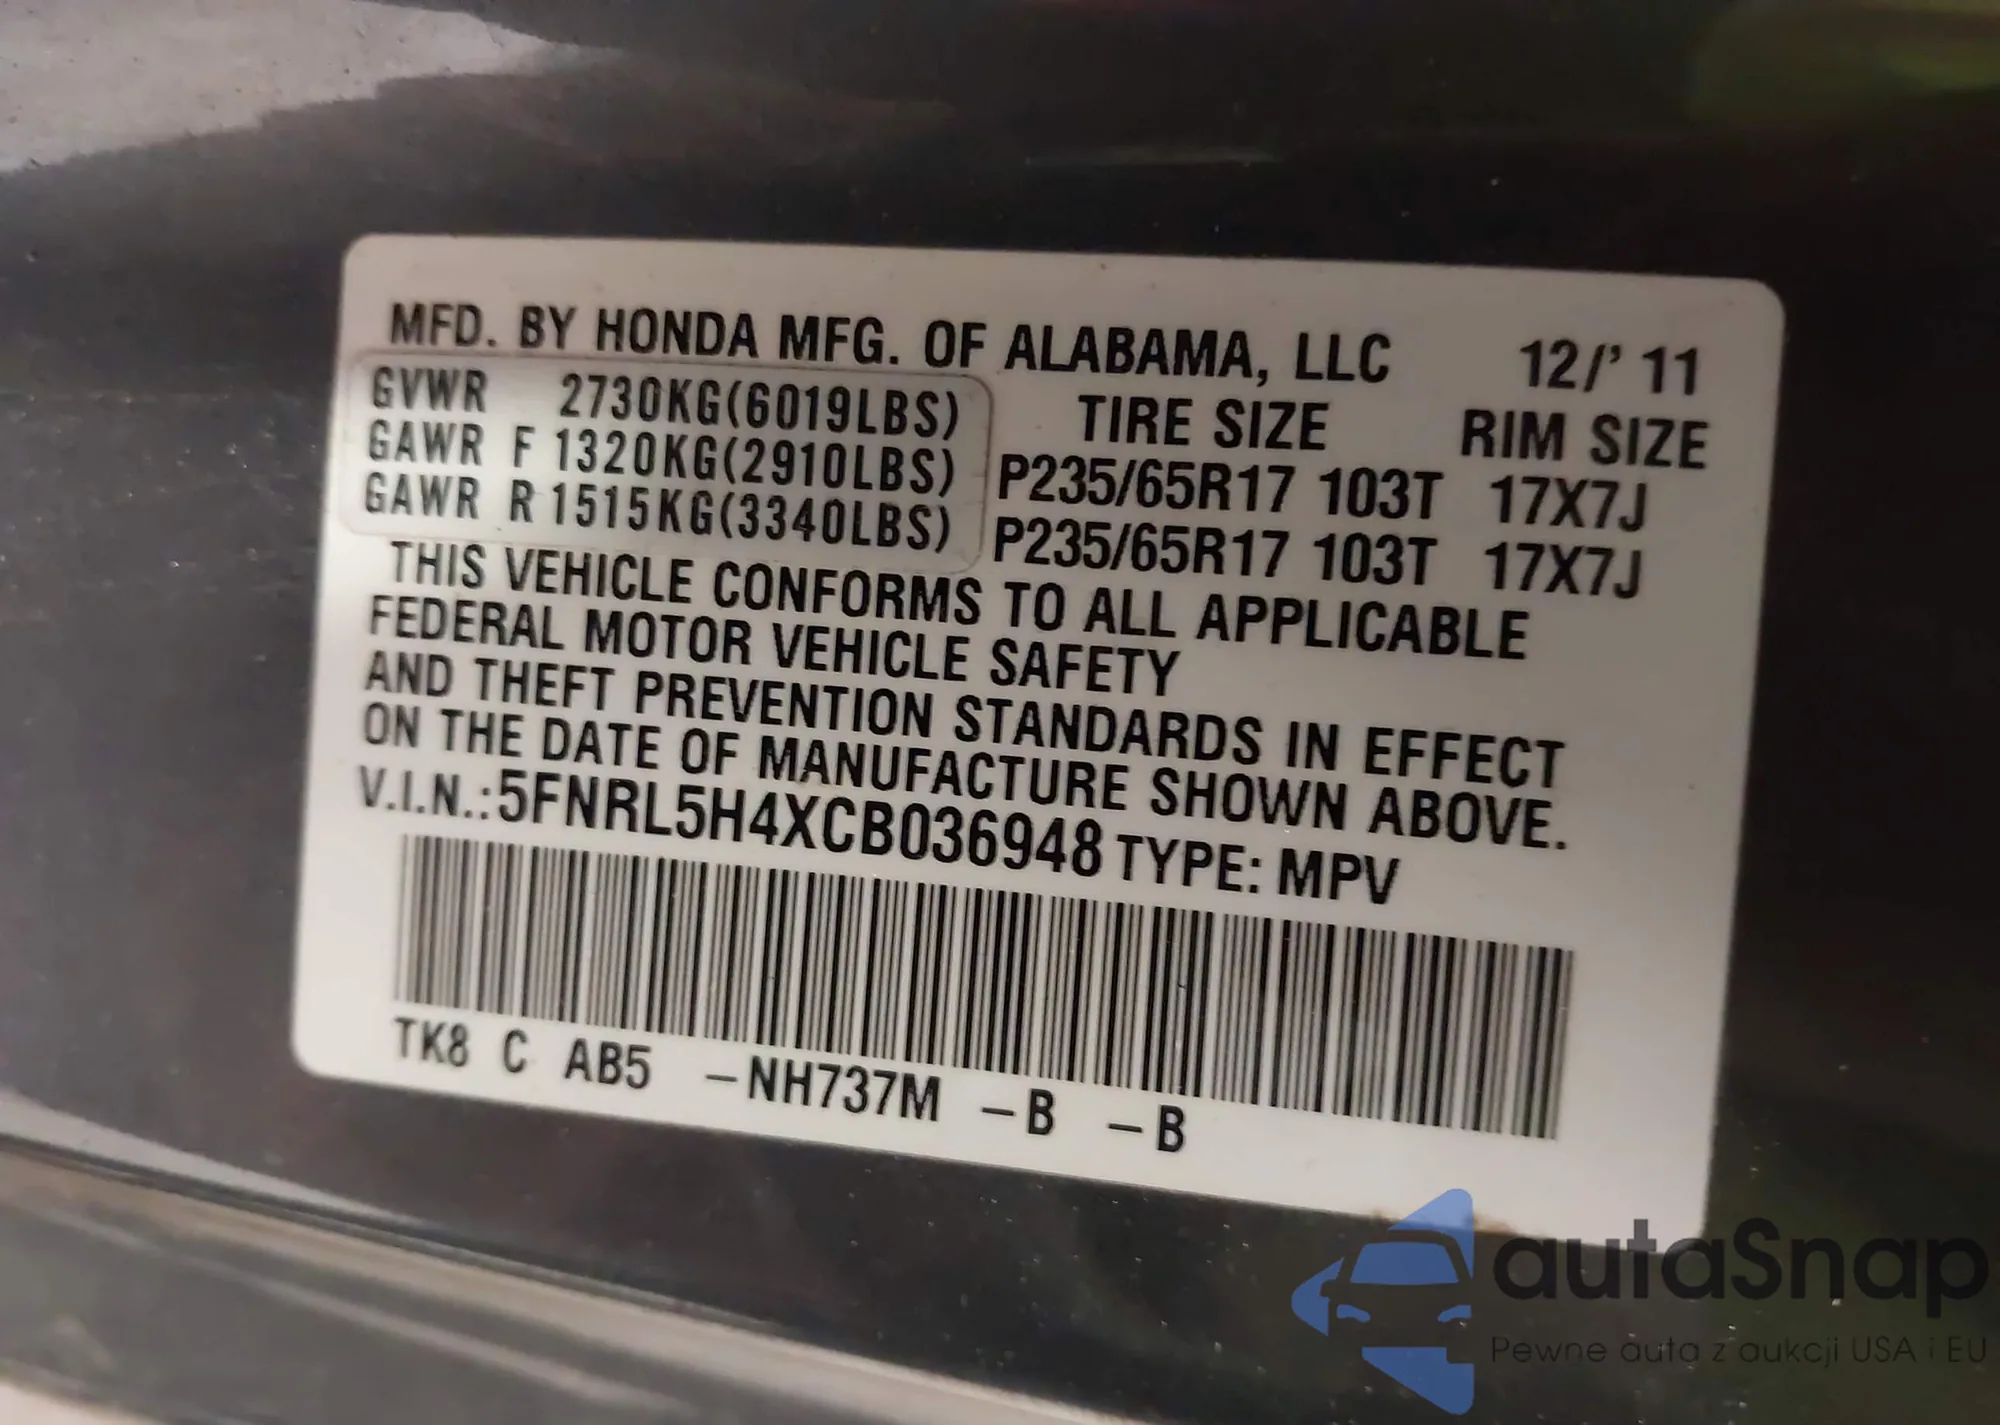 MFD. BY HONDA MFG. OF ALABAMA, LLC 12/' 11
GVWR 2730KG(6019LBS) TIRE SIZE RIM SIZE
GAWR F 1320KG(2910LBS) P235/65R17 103T 17X7J
GAWR R 1515KG(3340LBS) P235/65R17 103T 17X7J
THIS VEHICLE CONFORMS TO ALL APPLICABLE
FEDERAL MOTOR VEHICLE SAFETY
AND THEFT PREVENTION STANDARDS IN EFFECT
ON THE DATE OF MANUFACTURE SHOWN ABOVE.
V.I.N.:5FNRL5H4XCB036948 TYPE: MPV
TK8 C AB5 –NH737M –B –B
autaSnap
Pewne auta z aukcji USA i EU